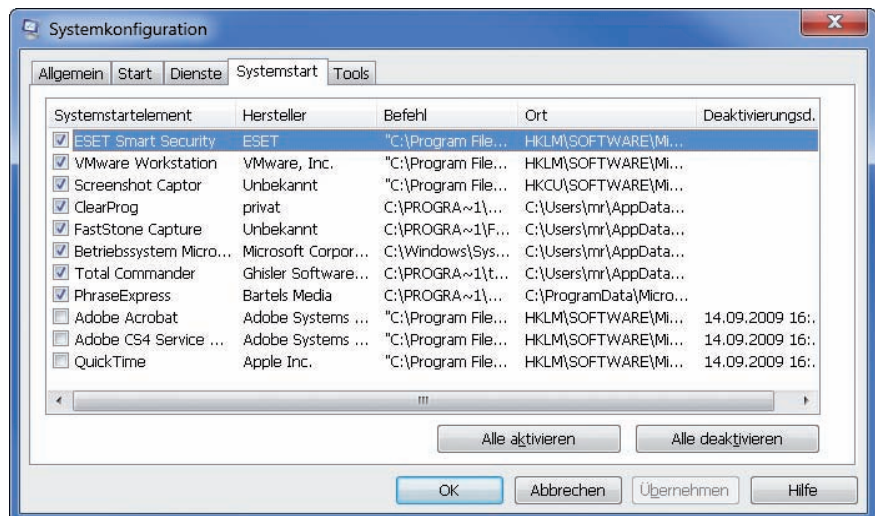 Systemkonfiguration
Allgemein Start Dienste Systemstart Tools
Systemstartelement Hersteller Befehl Ort Deaktivierungsd.
ESET Smart Security ESET "C:\Program File... HKLM\SOFTWARE\Mi...
VMware Workstation VMware, Inc. "C:\Program File... HKLM\SOFTWARE\Mi...
Screenshot Captor Unbekannt "C:\Program File... HKCU\SOFTWARE\Mi...
ClearProg privat C:\PROGRA~1\... C:\Users\mr\AppData...
FastStone Capture Unbekannt C:\PROGRA~1\F... C:\Users\mr\AppData...
Betriebssystem Micro... Microsoft Corpor... C:\Windows\Sys... C:\Users\mr\AppData...
Total Commander Ghisler Software... C:\PROGRA~1\t... C:\Users\mr\AppData...
PhraseExpress Bartels Media C:\PROGRA~1\... C:\ProgramData\Micro...
Adobe Acrobat Adobe Systems ... "C:\Program File... HKLM\SOFTWARE\Mi... 14.09.2009 16:.
Adobe CS4 Service ... Adobe Systems ... "C:\Program File... HKLM\SOFTWARE\Mi... 14.09.2009 16:.
QuickTime Apple Inc. "C:\Program File... HKLM\SOFTWARE\Mi... 14.09.2009 16:.
Alle aktivieren Alle deaktivieren
OK Abbrechen Übernehmen Hilfe